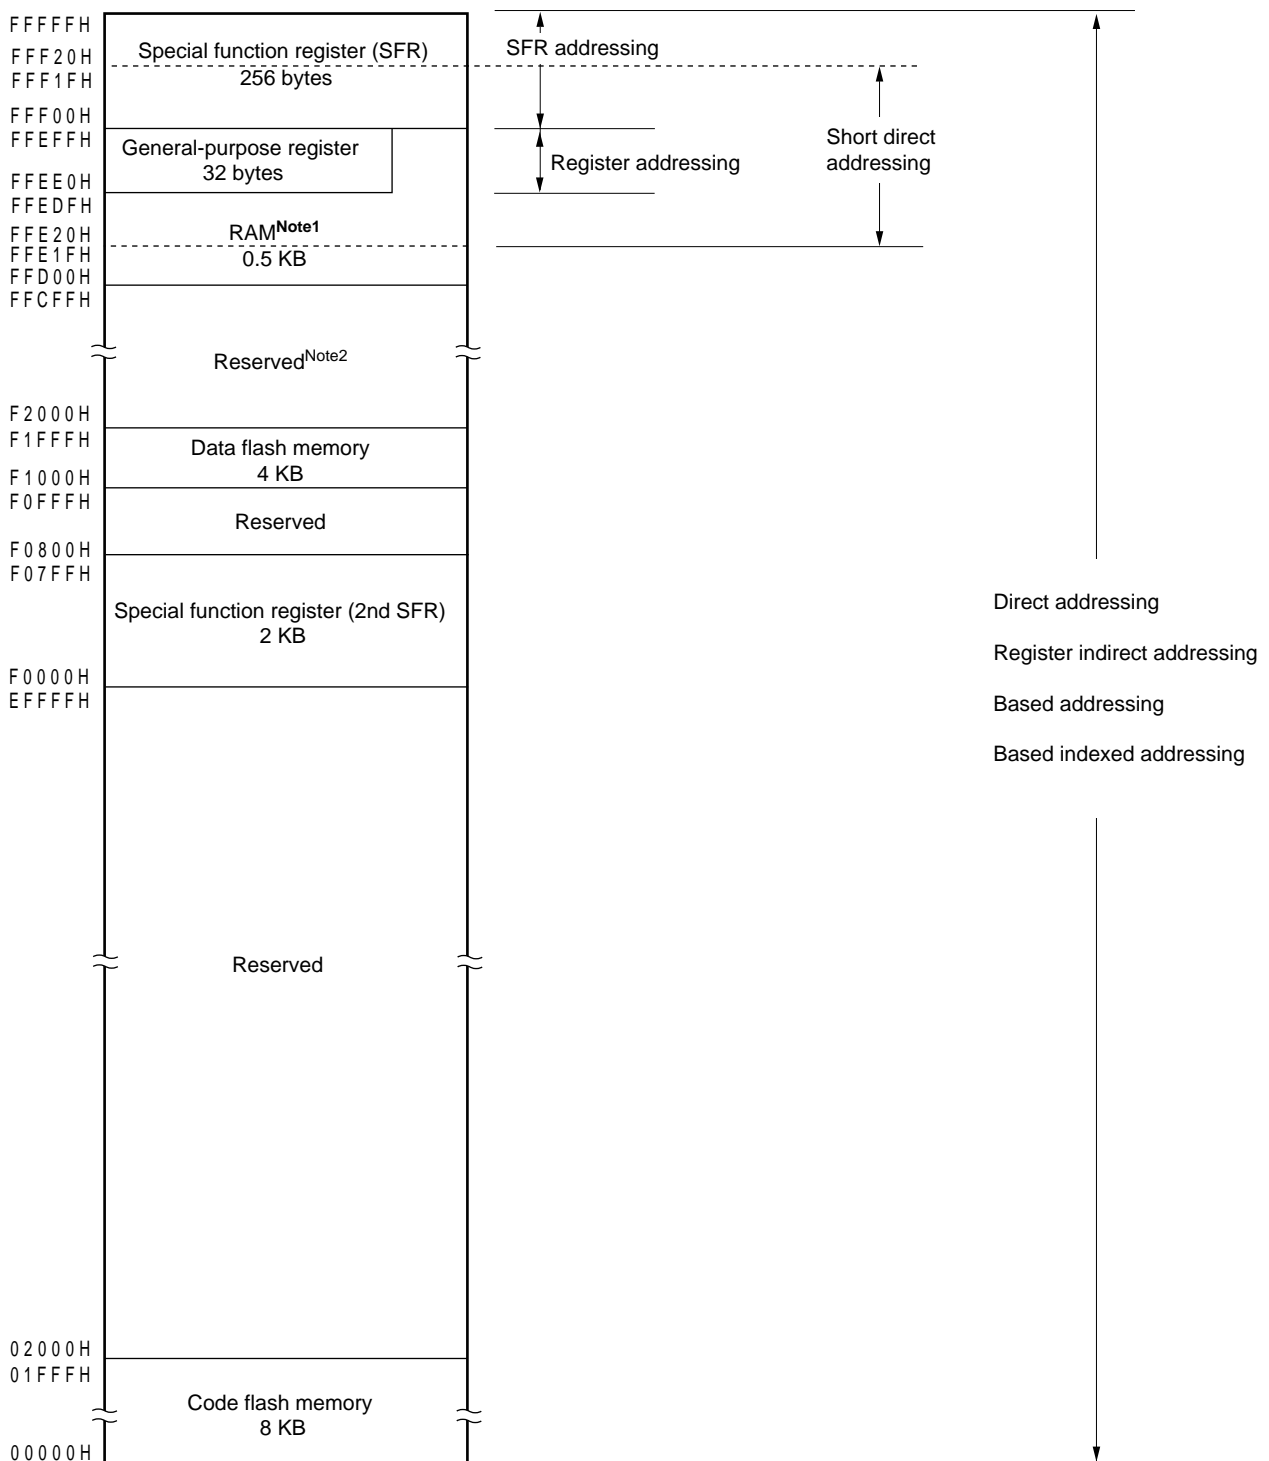 FFFFFH
FFF20H
FFF1FH
FFF00H
FFEFFH
FFEE0H
FFEDFH
FFE20H
FFE1FH
FFD00H
FFCFFH
F2000H
F1FFFH
F1000H
F0FFFH
F0800H
F07FFH
F0000H
EFFFFH
02000H
01FFFH
00000H
Special function register (SFR)
256 bytes
General-purpose register
32 bytes
RAMNote1
0.5 KB
ReservedNote2
Data flash memory
4 KB
Reserved
Special function register (2nd SFR)
2 KB
Reserved
Code flash memory
8 KB
SFR addressing
Register addressing
Short direct
addressing
Direct addressing
Register indirect addressing
Based addressing
Based indexed addressing